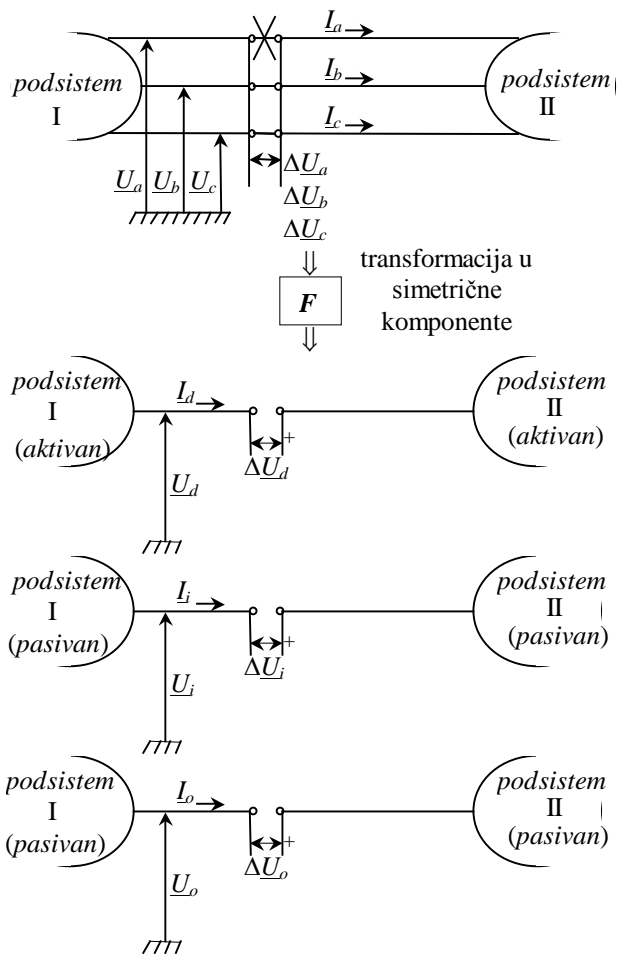 I_a
podsistem
I
I_b
podsistem
II
I_c
U_a U_b U_c
ΔU_a
ΔU_b
ΔU_c
F
transformacija u
simetrične
komponente
podsistem
I
(aktivan)
I_d
U_d
+
ΔU_d
podsistem
II
(aktivan)
podsistem
I
(pasivan)
I_i
U_i
+
ΔU_i
podsistem
II
(pasivan)
podsistem
I
(pasivan)
I_o
U_o
+
ΔU_o
podsistem
II
(pasivan)